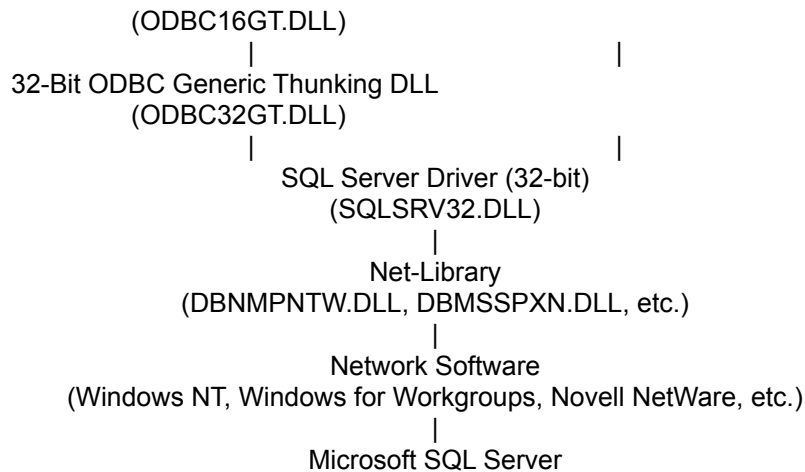 (ODBC16GT.DLL)
| |
32-Bit ODBC Generic Thunking DLL
(ODBC32GT.DLL)
| |
SQL Server Driver (32-bit)
(SQLSRV32.DLL)
|
Net-Library
(DBNMPNTW.DLL, DBMSSPXN.DLL, etc.)
|
Network Software
(Windows NT, Windows for Workgroups, Novell NetWare, etc.)
|
Microsoft SQL Server